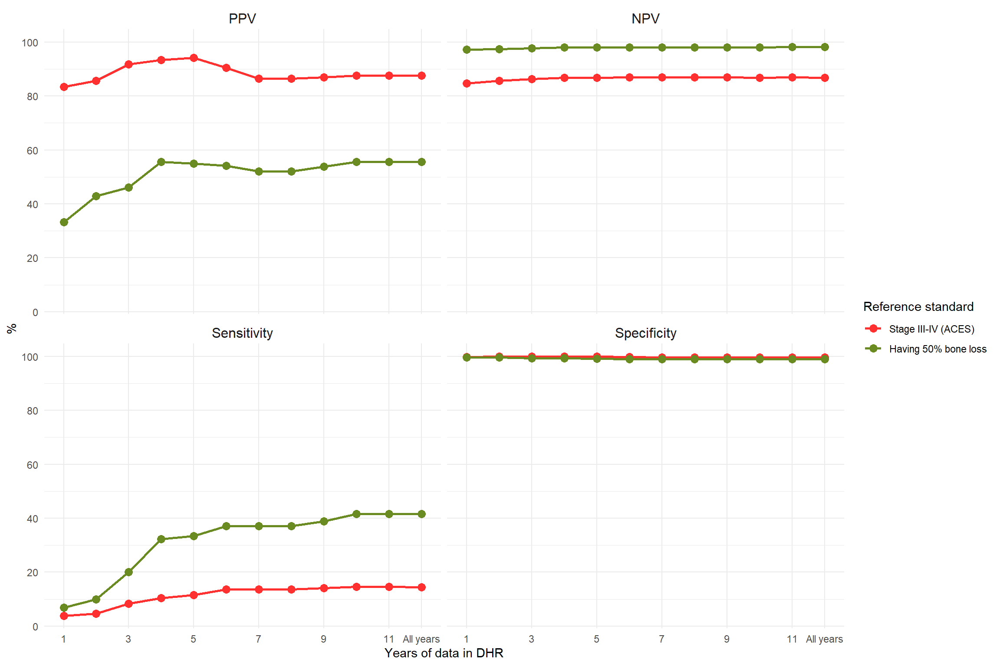 PPV
NPV
100
80
60
40
20
0
%
Sensitivity
Specificity
100
80
60
40
20
0
1 3 5 7 9 11 All years
1 3 5 7 9 11 All years
Years of data in DHR
Reference standard
Stage III-IV (ACES)
Having 50% bone loss